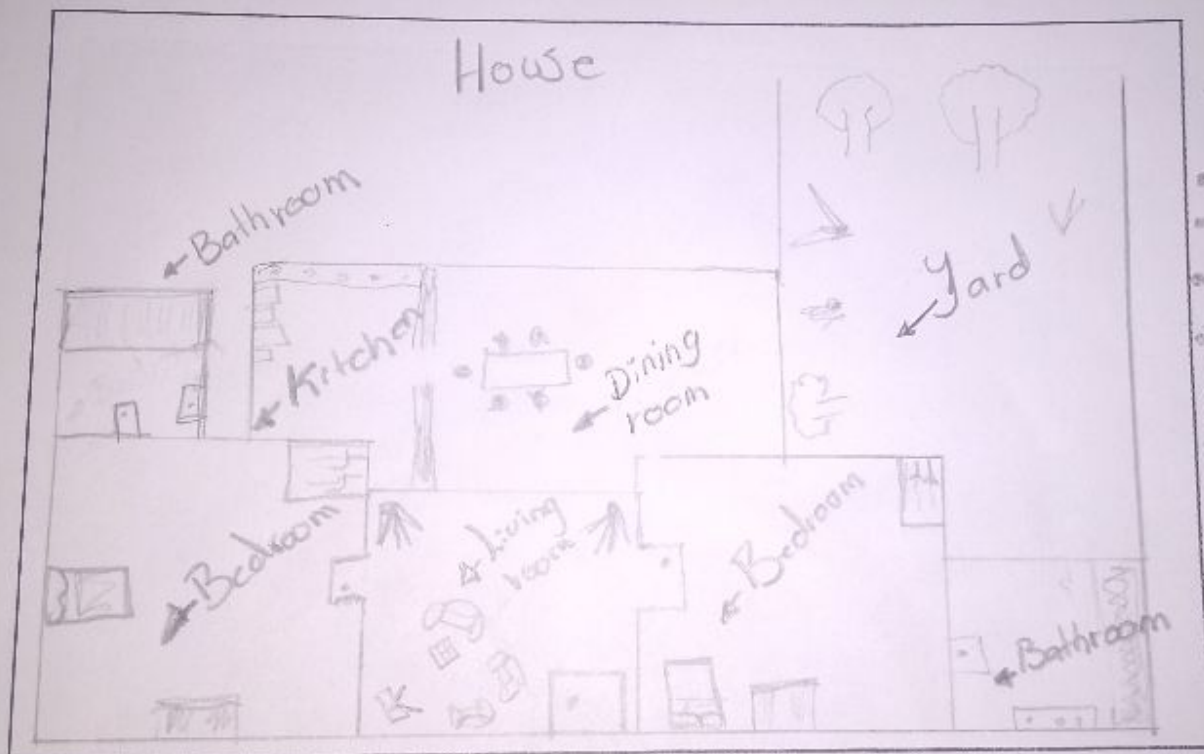 House
Bathroom
Kitchen
Dining
room
Yard
Bedroom
Living
room
Bedroom
Bathroom